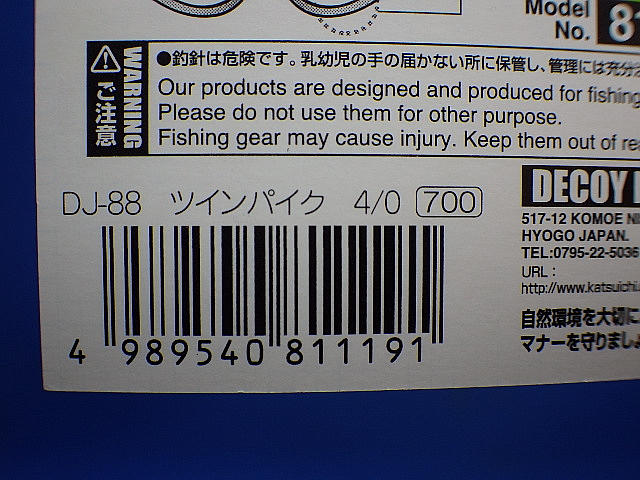 Model
No. 8
WARNING
ご注意
●釣針は危険です。乳幼児の手の届かない所に保管し、管理には充分
Our products are designed and produced for fishing
Please do not use them for other purpose.
Fishing gear may cause injury. Keep them out of
DECOY
DJ-88 ツインパイク 4/0 700
517-12 KOMOE
HYOGO JAPAN.
TEL:0795-22-5036
URL :
http://www.katsuichi.
自然環境を大切に
マナーを守りましょ
4 989540 811191